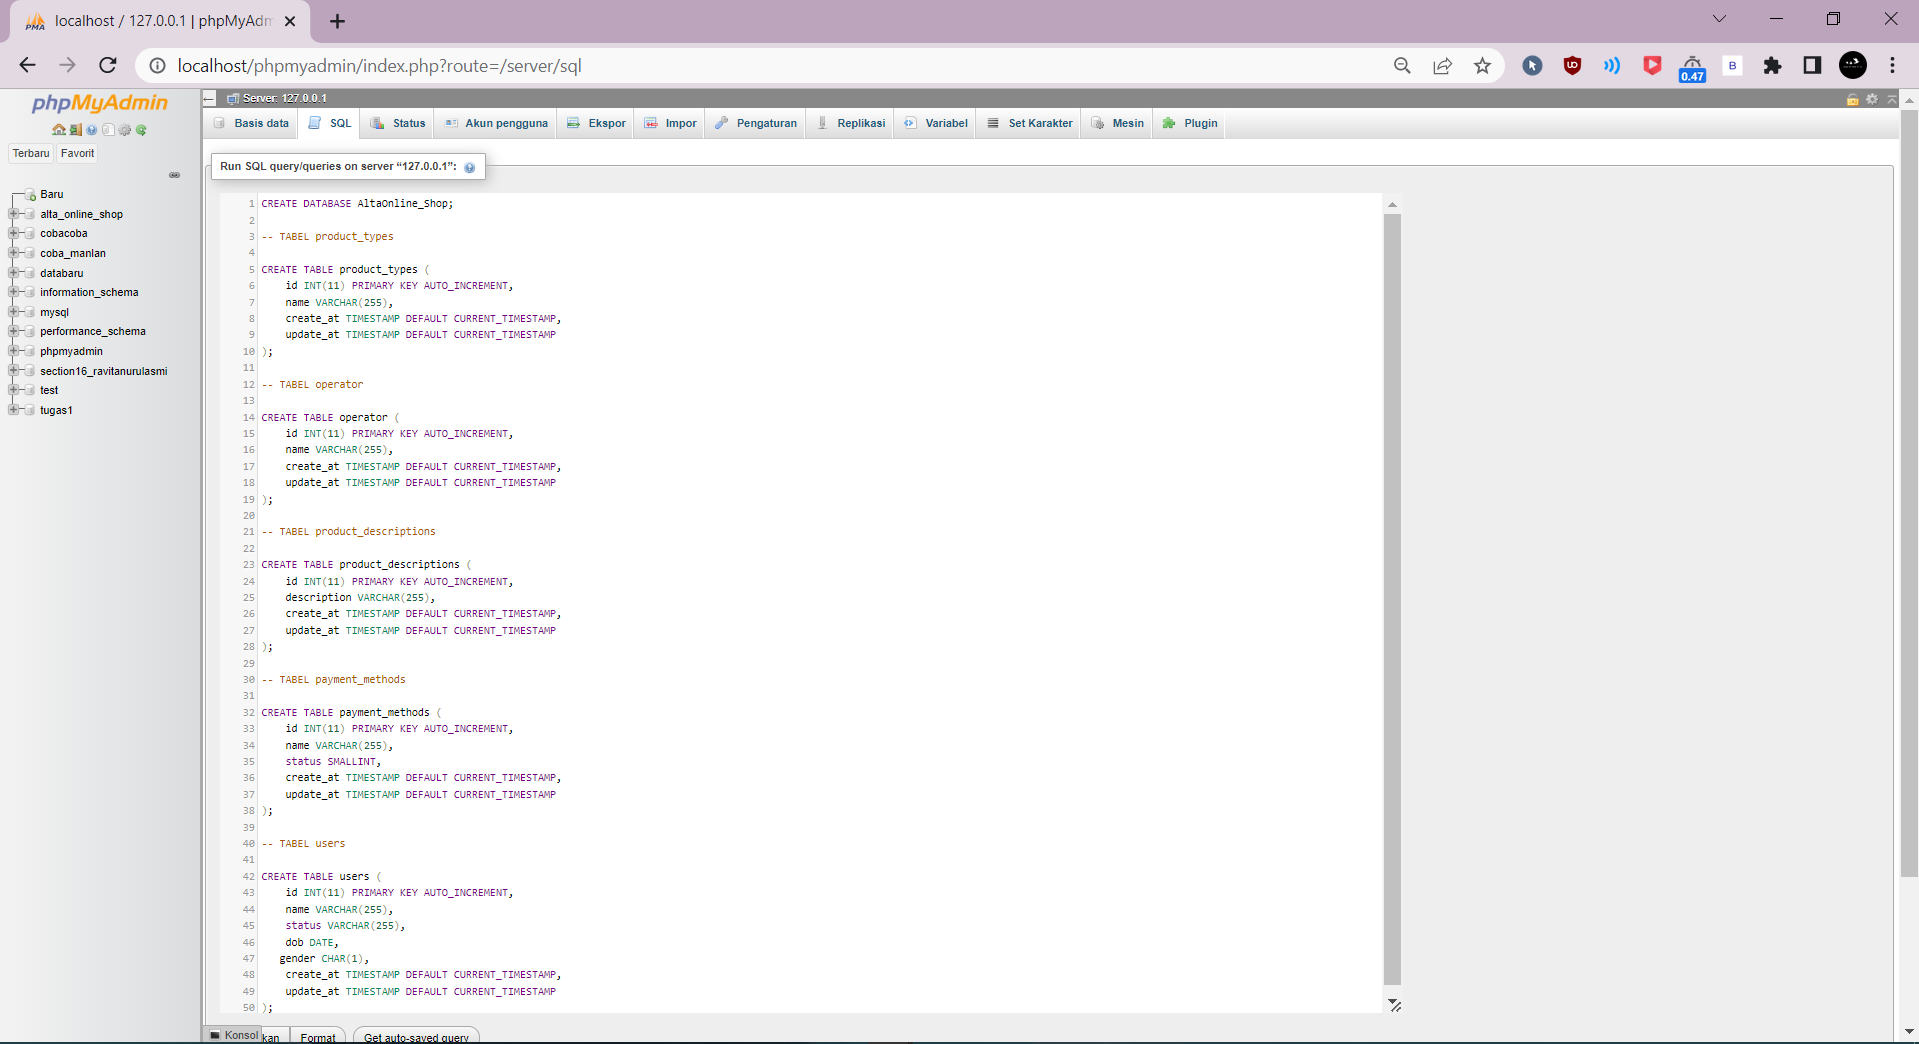 localhost / 127.0.0.1 | phpMyAdm
localhost/phpmyadmin/index.php?route=/server/sql
0.47
B
phpMyAdmin
Terbaru Favorit
Baru
alta_online_shop
cobacoba
coba_manlan
databaru
information_schema
mysql
performance_schema
phpmyadmin
section16_ravitanurulasmi
test
tugas1
Server: 127.0.0.1
Basis data SQL Status Akun pengguna Ekspor Impor Pengaturan Replikasi Variabel Set Karakter Mesin Plugin
Run SQL query/queries on server “127.0.0.1”:
1 CREATE DATABASE AltaOnline_Shop;
2
3 -- TABEL product_types
4
5 CREATE TABLE product_types (
6 id INT(11) PRIMARY KEY AUTO_INCREMENT,
7 name VARCHAR(255),
8 create_at TIMESTAMP DEFAULT CURRENT_TIMESTAMP,
9 update_at TIMESTAMP DEFAULT CURRENT_TIMESTAMP
10 );
11
12 -- TABEL operator
13
14 CREATE TABLE operator (
15 id INT(11) PRIMARY KEY AUTO_INCREMENT,
16 name VARCHAR(255),
17 create_at TIMESTAMP DEFAULT CURRENT_TIMESTAMP,
18 update_at TIMESTAMP DEFAULT CURRENT_TIMESTAMP
19 );
20
21 -- TABEL product_descriptions
22
23 CREATE TABLE product_descriptions (
24 id INT(11) PRIMARY KEY AUTO_INCREMENT,
25 description VARCHAR(255),
26 create_at TIMESTAMP DEFAULT CURRENT_TIMESTAMP,
27 update_at TIMESTAMP DEFAULT CURRENT_TIMESTAMP
28 );
29
30 -- TABEL payment_methods
31
32 CREATE TABLE payment_methods (
33 id INT(11) PRIMARY KEY AUTO_INCREMENT,
34 name VARCHAR(255),
35 status SMALLINT,
36 create_at TIMESTAMP DEFAULT CURRENT_TIMESTAMP,
37 update_at TIMESTAMP DEFAULT CURRENT_TIMESTAMP
38 );
39
40 -- TABEL users
41
42 CREATE TABLE users (
43 id INT(11) PRIMARY KEY AUTO_INCREMENT,
44 name VARCHAR(255),
45 status VARCHAR(255),
46 dob DATE,
47 gender CHAR(1),
48 create_at TIMESTAMP DEFAULT CURRENT_TIMESTAMP,
49 update_at TIMESTAMP DEFAULT CURRENT_TIMESTAMP
50 );
Konsol kan Format Get auto-saved query